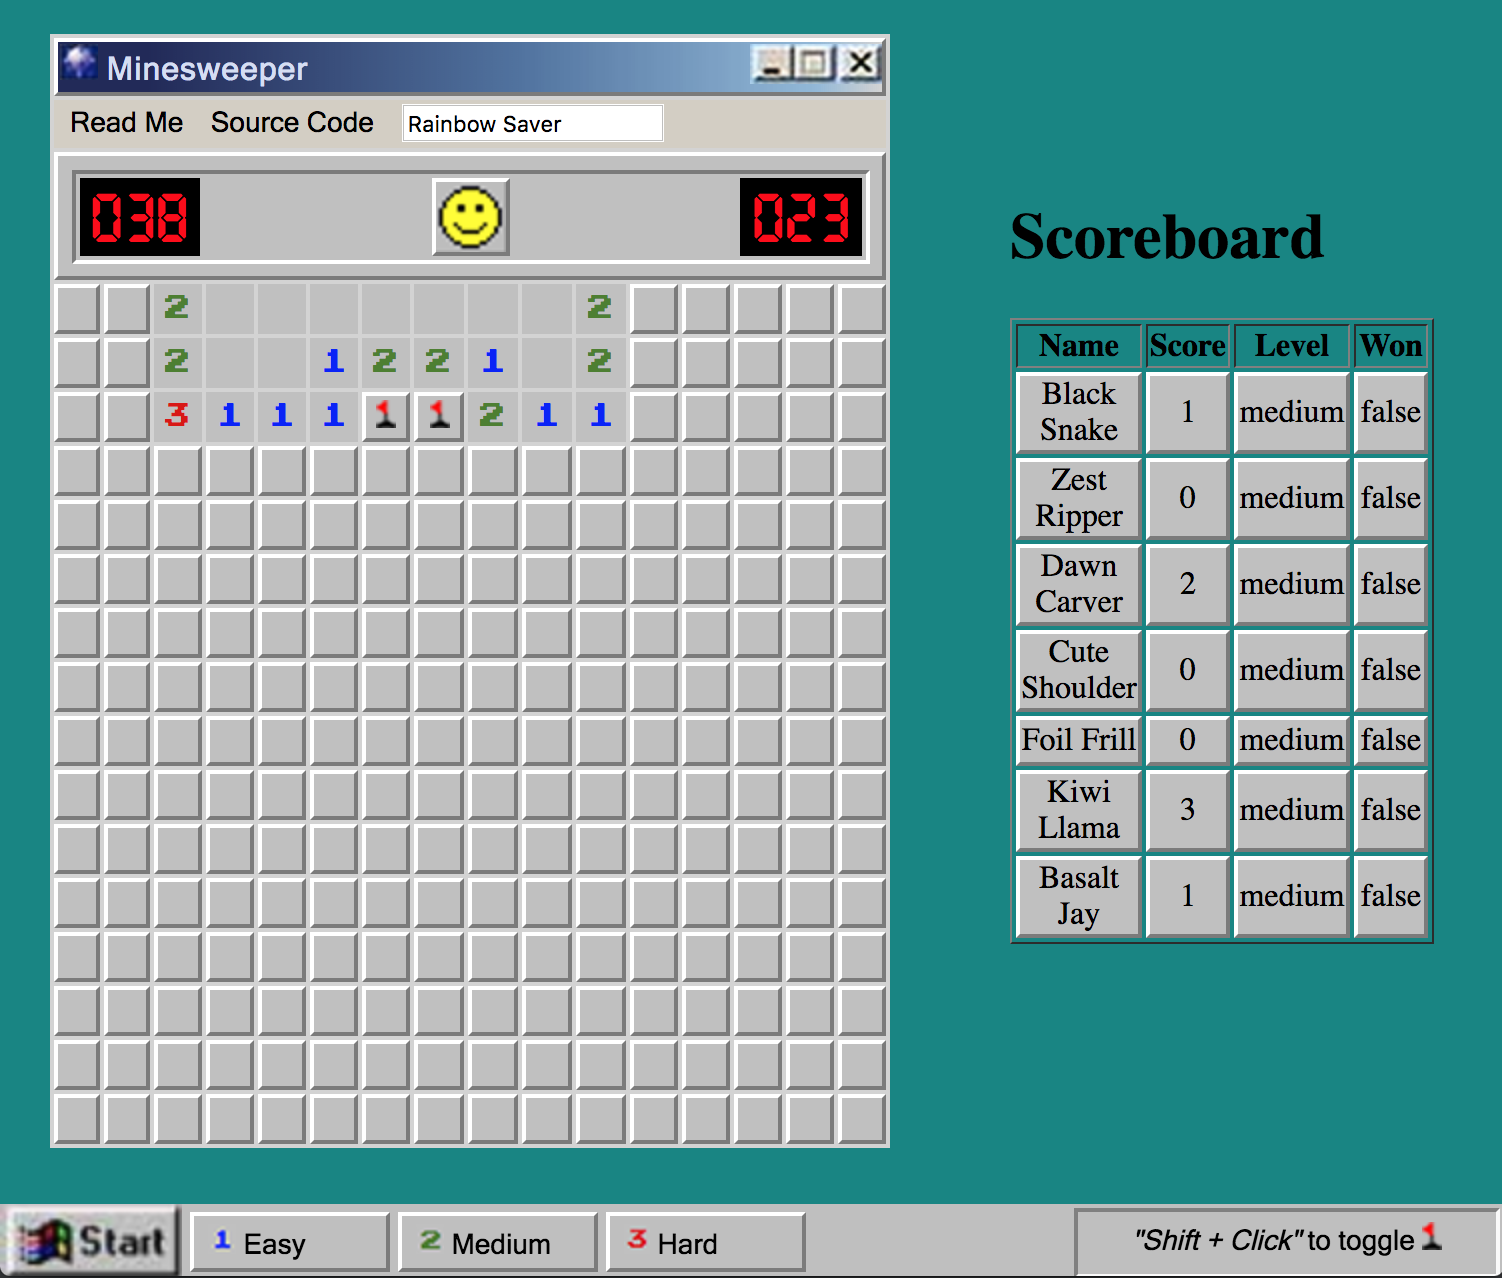 Minesweeper
Read Me Source Code Rainbow Saver
038 023
2 2
2 1 2 2 1 2
3 1 1 1 2 1 1
Scoreboard
Name Score Level Won
Black Snake 1 medium false
Zest Ripper 0 medium false
Dawn Carver 2 medium false
Cute Shoulder 0 medium false
Foil Frill 0 medium false
Kiwi Llama 3 medium false
Basalt Jay 1 medium false
Start 1 Easy 2 Medium 3 Hard "Shift + Click" to toggle